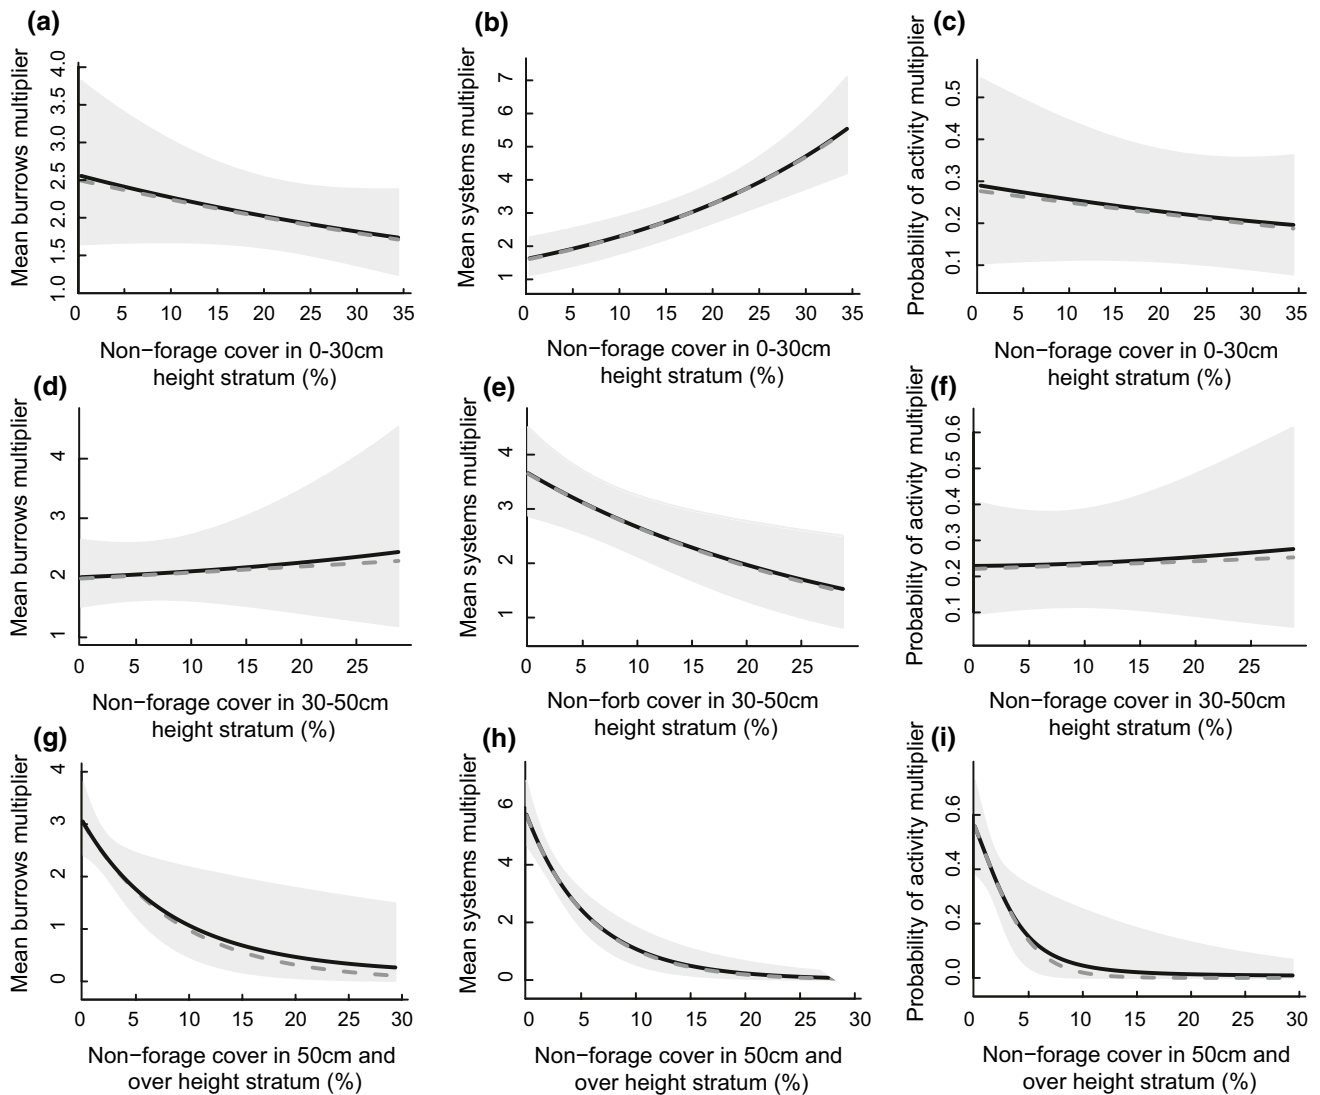 (a)
Mean burrows multiplier
1.0 1.5 2.0 2.5 3.0 3.5 4.0
0 5 10 15 20 25 30 35
Non−forage cover in 0-30cm
height stratum (%)
(b)
Mean systems multiplier
1 2 3 4 5 6 7
0 5 10 15 20 25 30 35
Non−forage cover in 0-30cm
height stratum (%)
(c)
Probability of activity multiplier
0.1 0.2 0.3 0.5
0 5 10 15 20 25 30 35
Non−forage cover in 0-30cm
height stratum (%)
(d)
Mean burrows multiplier
1 2 3 4
0 5 10 15 20 25
Non−forage cover in 30-50cm
height stratum (%)
(e)
Mean systems multiplier
1 2 3 4
0 5 10 15 20 25
Non−forb cover in 30-50cm
height stratum (%)
(f)
Probability of activity multiplier
0.1 0.2 0.3 0.4 0.5 0.6
0 5 10 15 20 25
Non−forage cover in 30-50cm
height stratum (%)
(g)
Mean burrows multiplier
0 1 2 3 4
0 5 10 15 20 25 30
Non−forage cover in 50cm and
over height stratum (%)
(h)
Mean systems multiplier
0 2 4 6
0 5 10 15 20 25 30
Non−forage cover in 50cm and
over height stratum (%)
(i)
Probability of activity multiplier
0.0 0.2 0.4 0.6
0 5 10 15 20 25 30
Non−forage cover in 50cm and
over height stratum (%)